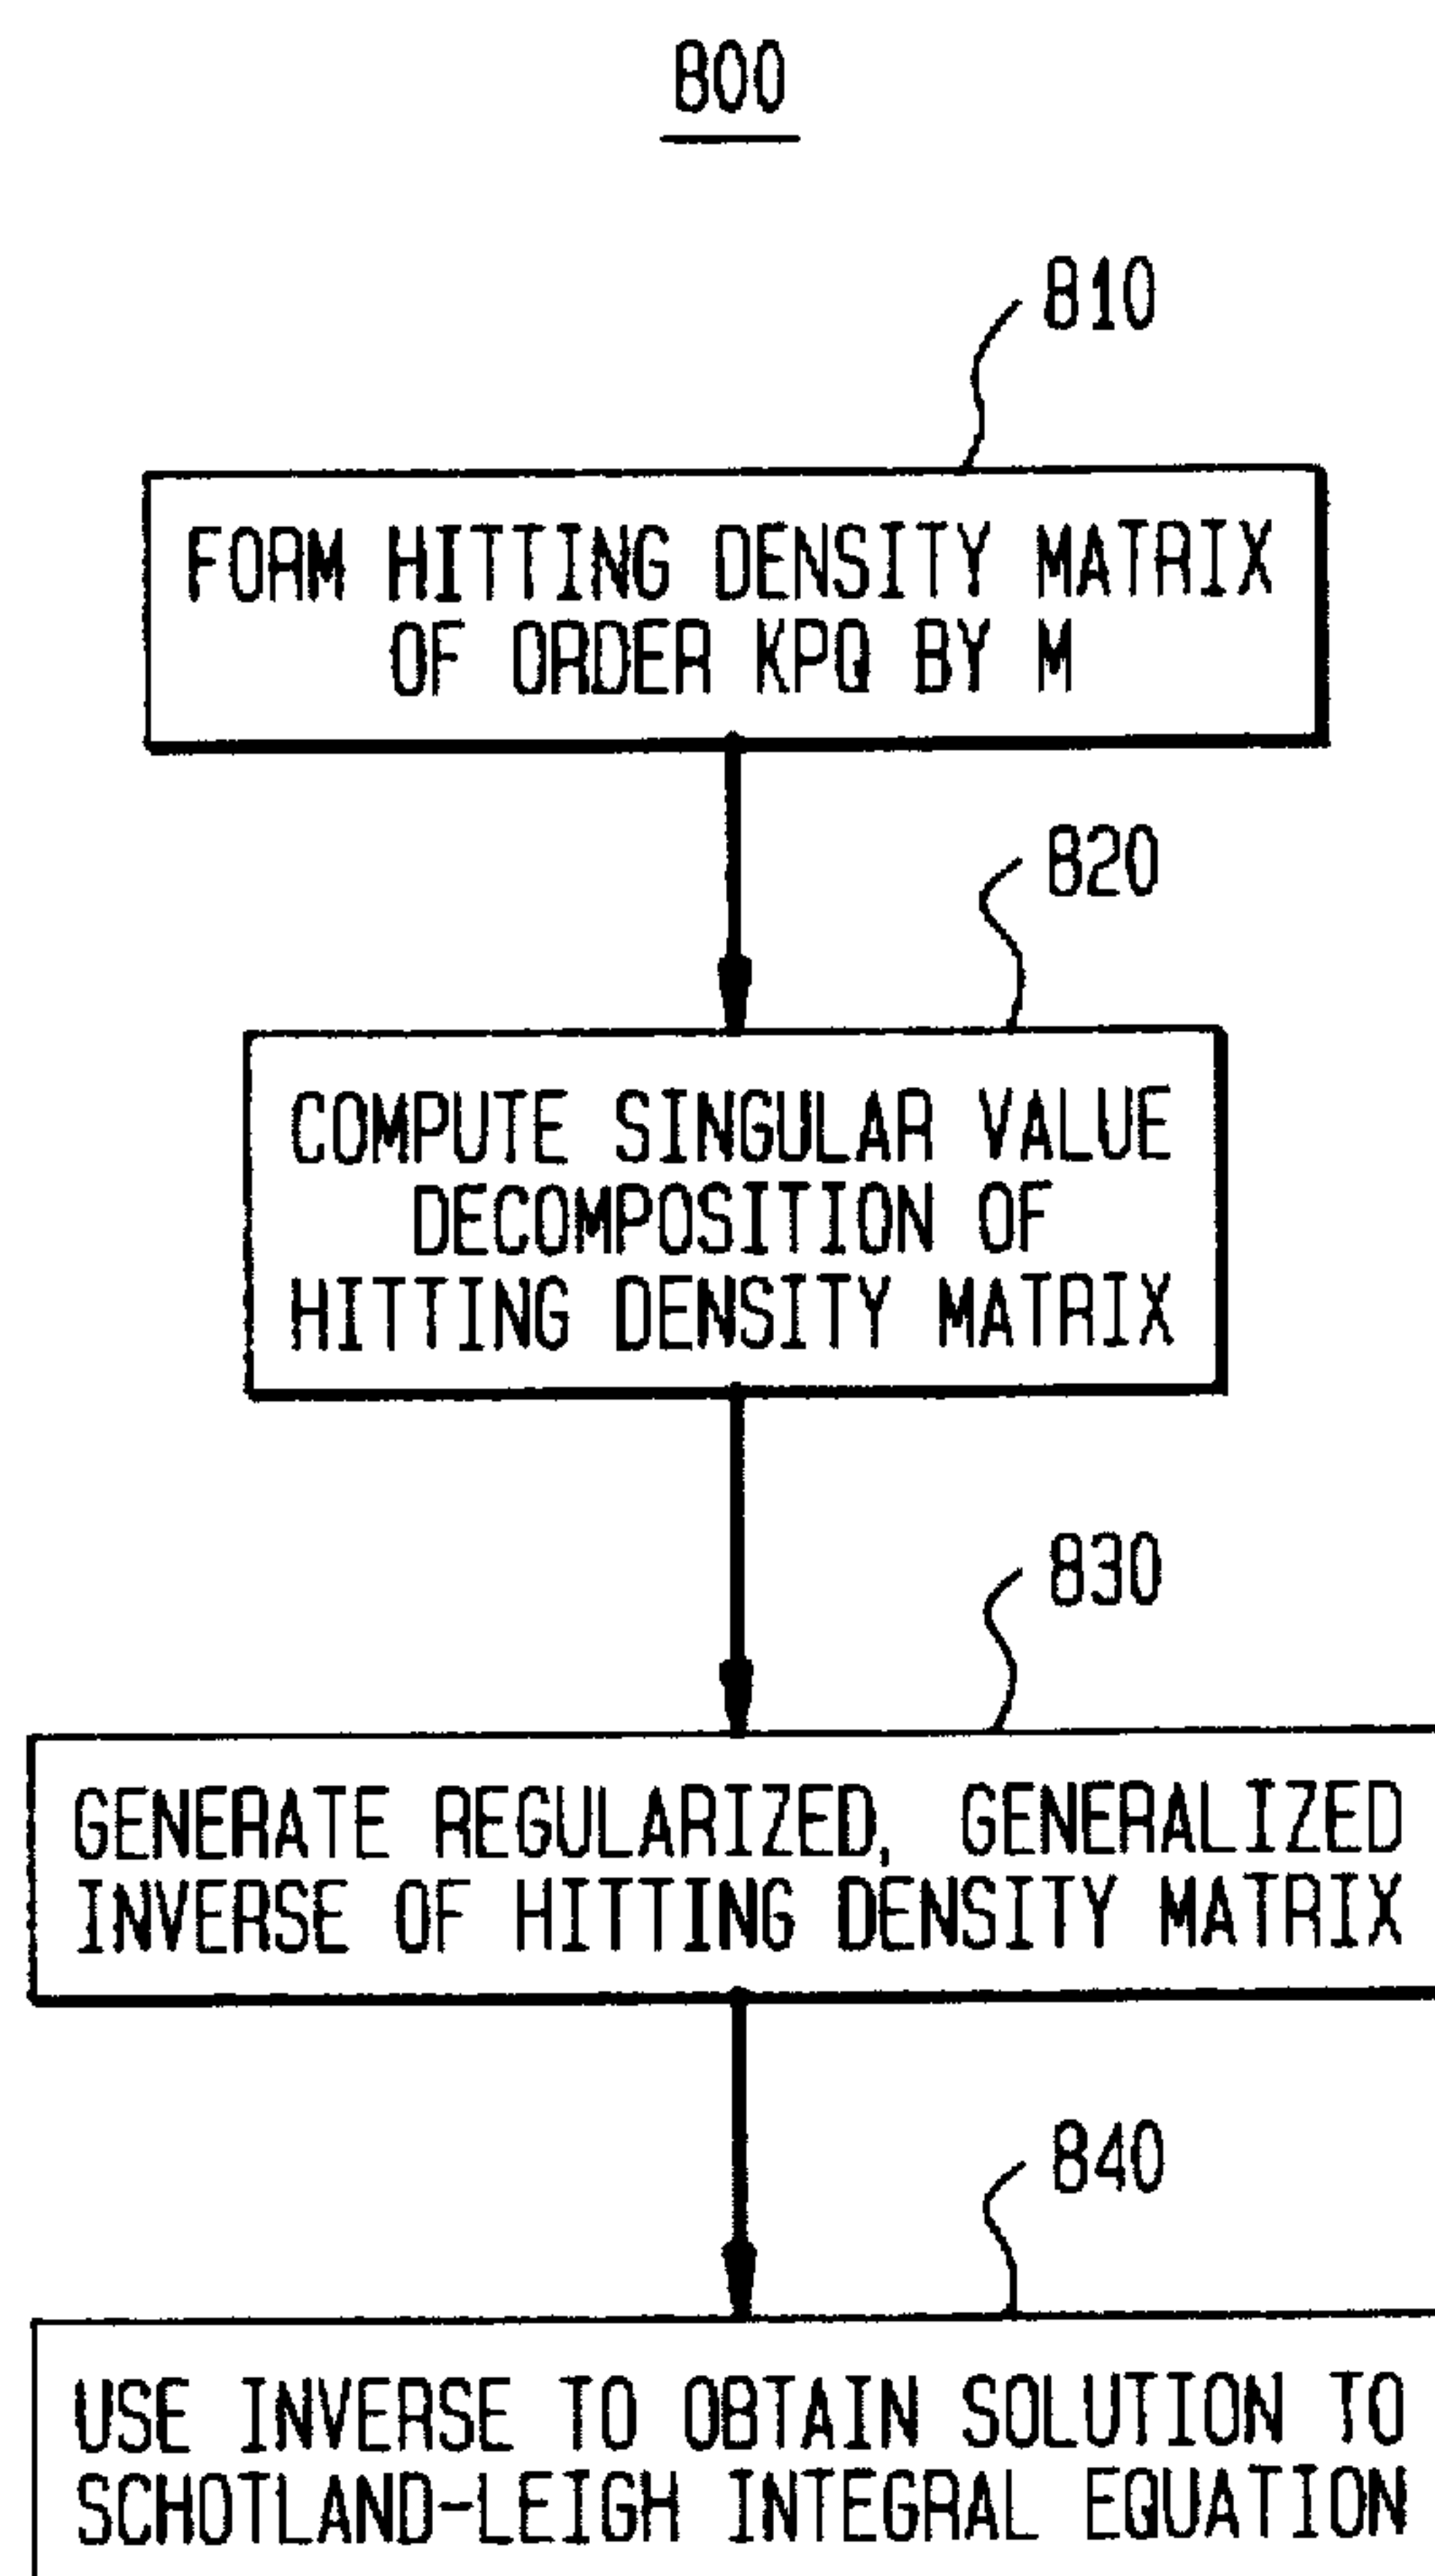 800
810
FORM HITTING DENSITY MATRIX
OF ORDER KPQ BY M
820
COMPUTE SINGULAR VALUE
DECOMPOSITION OF
HITTING DENSITY MATRIX
830
GENERATE REGULARIZED, GENERALIZED
INVERSE OF HITTING DENSITY MATRIX
840
USE INVERSE TO OBTAIN SOLUTION TO
SCHOTLAND-LEIGH INTEGRAL EQUATION